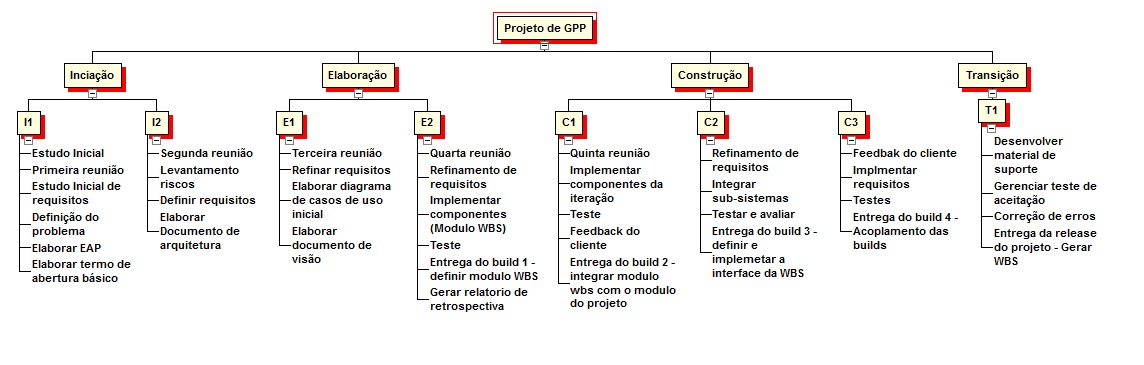 Projeto de GPP
Inciação
Elaboração
Construção
Transição
I1
I2
E1
E2
C1
C2
C3
T1
Estudo Inicial
Primeira reunião
Estudo Inicial de
requisitos
Definição do
problema
Elaborar EAP
Elaborar termo de
abertura básico
Segunda reunião
Levantamento
riscos
Definir requisitos
Elaborar
Documento de
arquitetura
Terceira reunião
Refinar requisitos
Elaborar diagrama
de casos de uso
inicial
Elaborar
documento de
visão
Quarta reunião
Refinamento de
requisitos
Implementar
componentes
(Modulo WBS)
Teste
Entrega do build 1 -
definir modulo WBS
Gerar relatorio de
retrospectiva
Quinta reunião
Implementar
componentes da
iteração
Teste
Feedback do
cliente
Entrega do build 2 -
integrar modulo
wbs com o modulo
do projeto
Refinamento de
requisitos
Integrar
sub-sistemas
Testar e avaliar
Entrega do build 3 -
definir e
implemetar a
interface da WBS
Feedbak do cliente
Implmentar
requisitos
Testes
Entrega do build 4 -
Acoplamento das
builds
Desenvolver
material de
suporte
Gerenciar teste de
aceitação
Correção de erros
Entrega da release
do projeto - Gerar
WBS